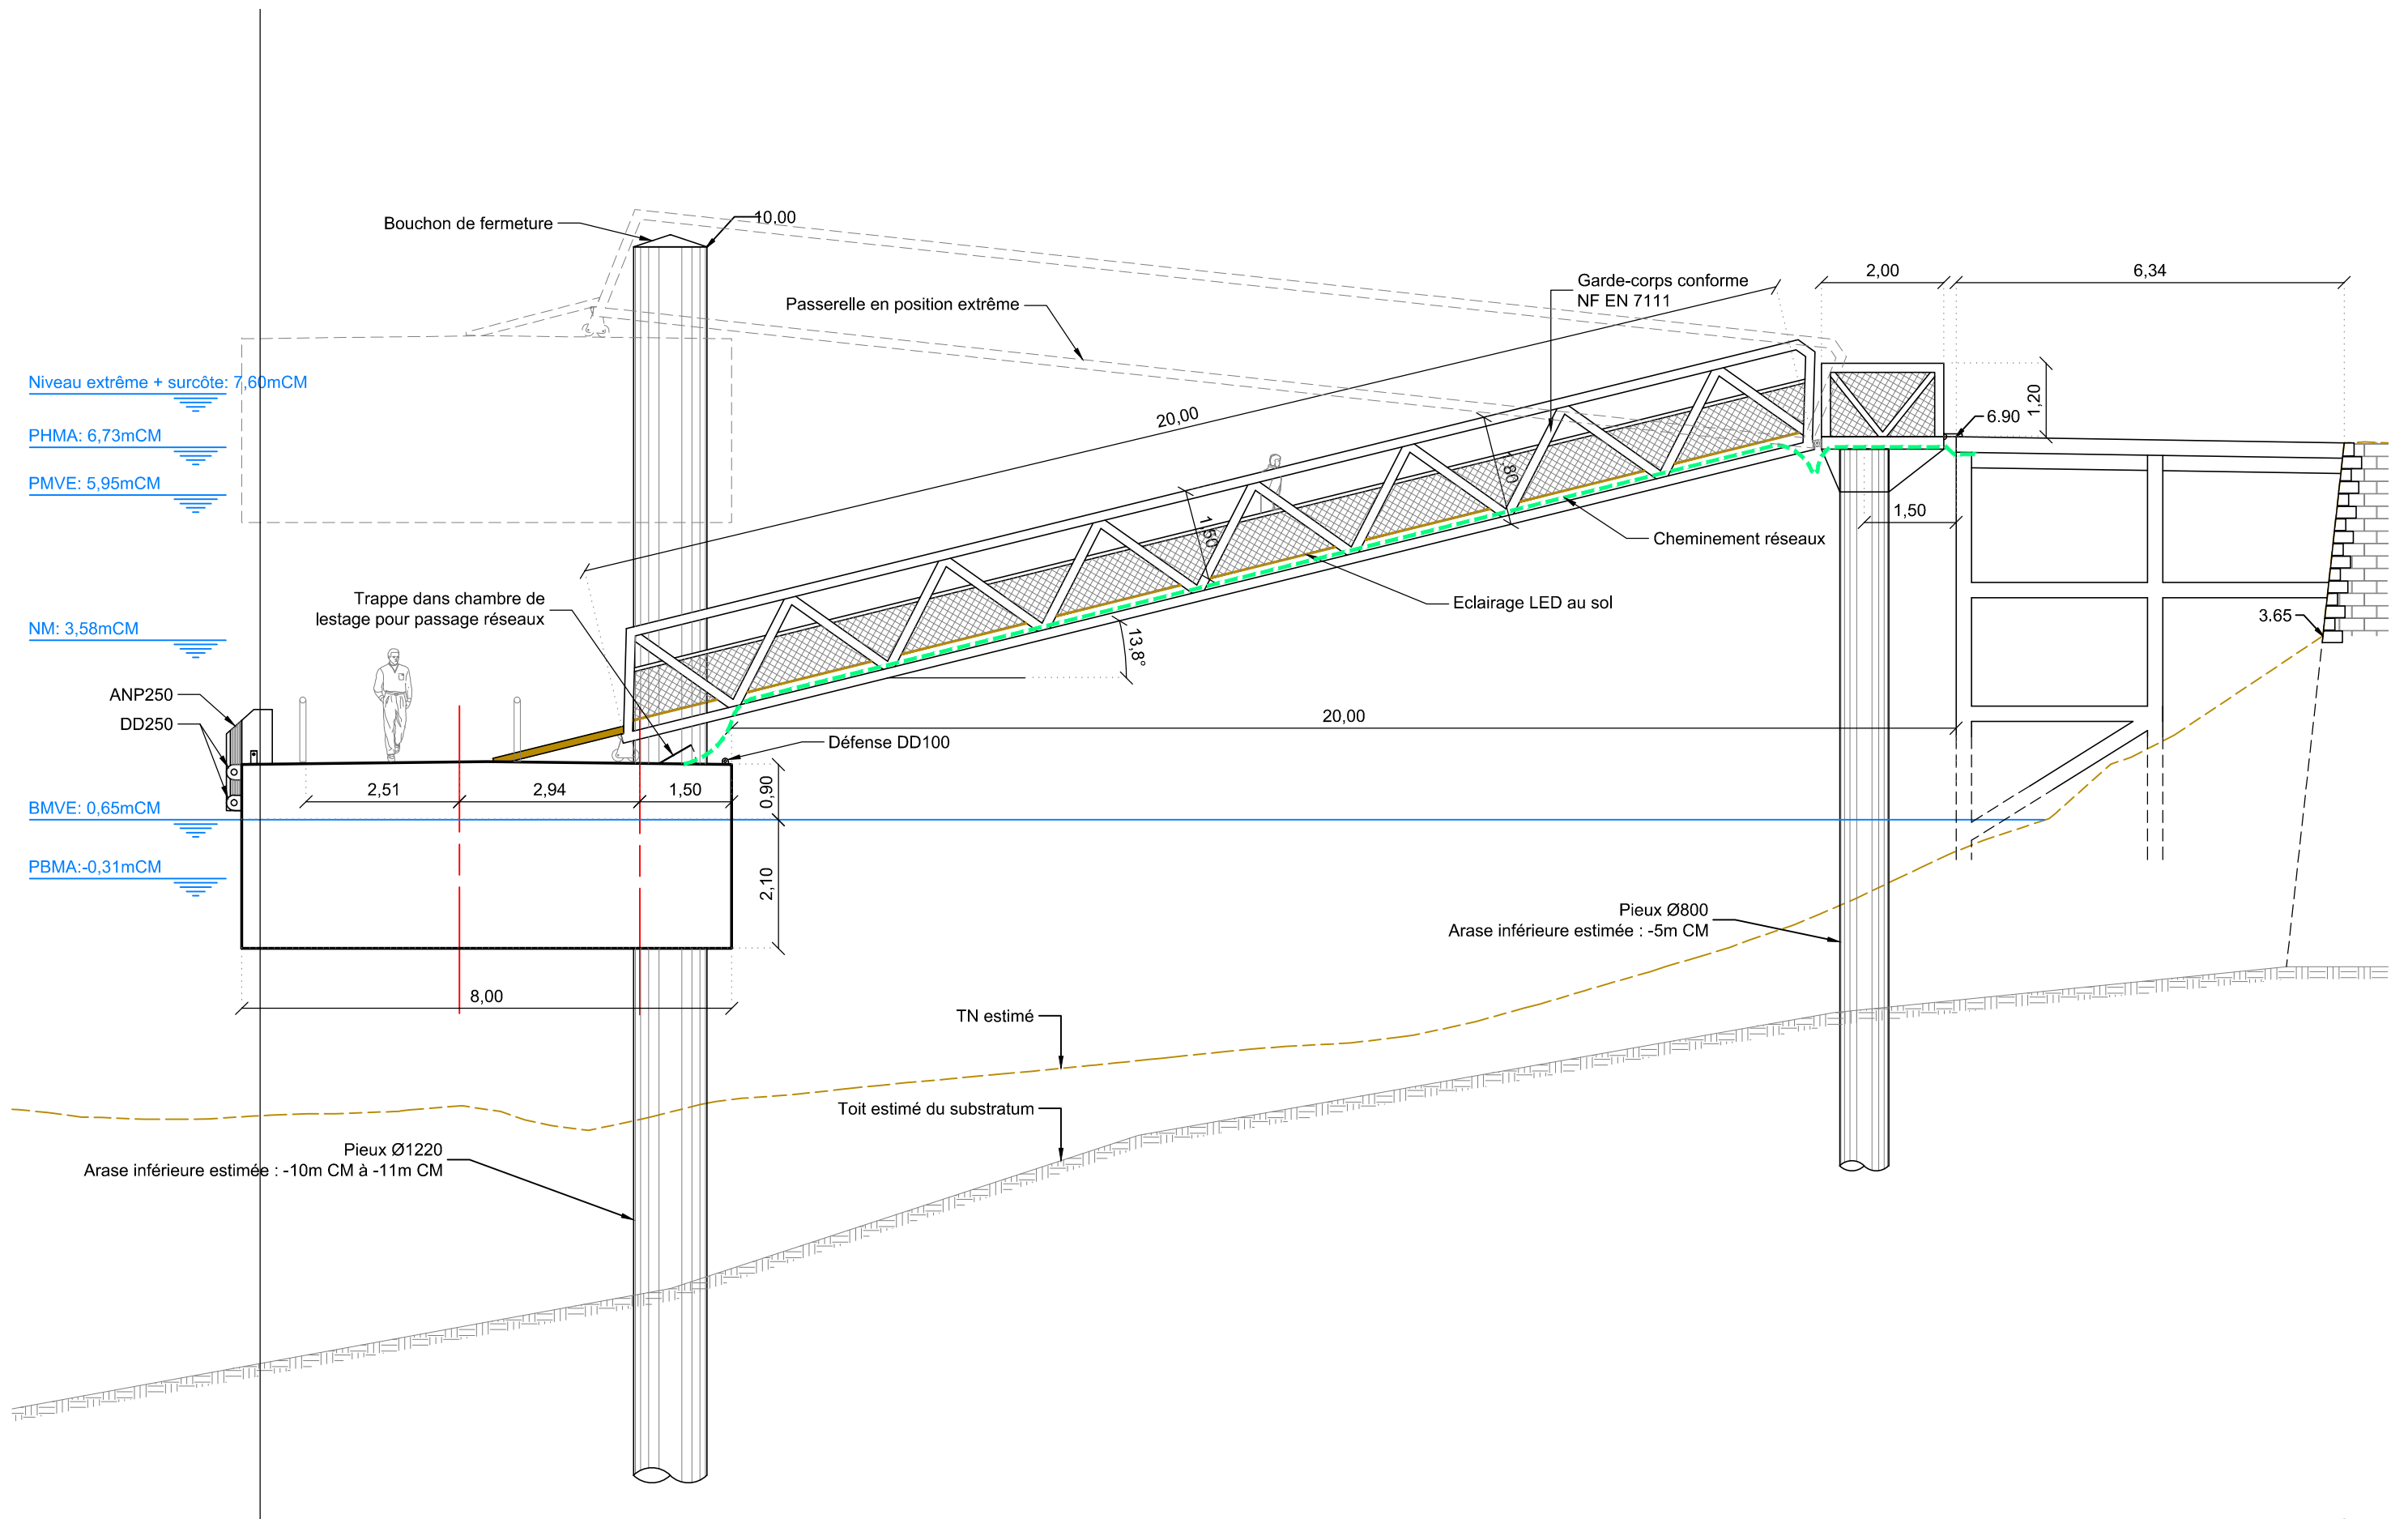 Bouchon de fermeture
10,00
Passerelle en position extrême
Garde-corps conforme
NF EN 7111
2,00
6,34
1,20
6.90
Niveau extrême + surcôte: 7,60mCM
PHMA: 6,73mCM
PMVE: 5,95mCM
20,00
1,80
1,50
1,50
Cheminement réseaux
Trappe dans chambre de
lestage pour passage réseaux
Eclairage LED au sol
NM: 3,58mCM
3.65
13,8°
ANP250
DD250
20,00
Défense DD100
2,51
2,94
1,50
0,90
BMVE: 0,65mCM
PBMA:-0,31mCM
2,10
Pieux Ø800
Arase inférieure estimée : -5m CM
8,00
TN estimé
Toit estimé du substratum
Pieux Ø1220
Arase inférieure estimée : -10m CM à -11m CM